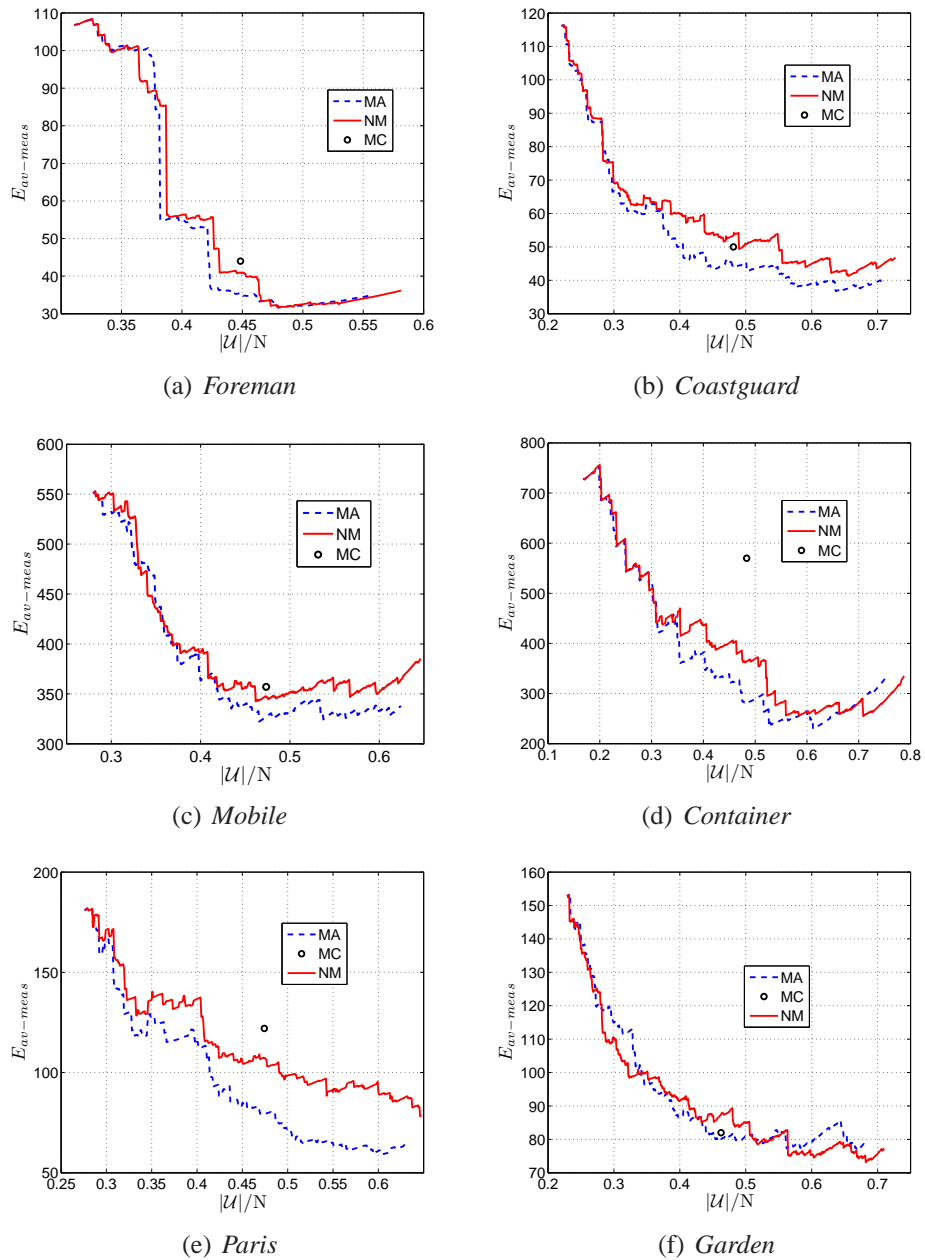 110
100
90
80
70
60
50
40
30
E_{av-meas}
MA
NM
MC
0.35
0.4
0.45
0.5
0.55
0.6
|𝒰|/N
(a) Foreman
120
110
100
90
80
70
60
50
40
30
E_{av-meas}
MA
NM
MC
0.2
0.3
0.4
0.5
0.6
0.7
|𝒰|/N
(b) Coastguard
600
550
500
450
400
350
300
E_{av-meas}
MA
NM
MC
0.3
0.4
0.5
0.6
|𝒰|/N
(c) Mobile
800
700
600
500
400
300
200
E_{av-meas}
MA
NM
MC
0.1
0.2
0.3
0.4
0.5
0.6
0.7
0.8
|𝒰|/N
(d) Container
200
150
100
50
E_{av-meas}
MA
MC
NM
0.25
0.3
0.35
0.4
0.45
0.5
0.55
0.6
|𝒰|/N
(e) Paris
160
150
140
130
120
110
100
90
80
70
E_{av-meas}
MA
MC
NM
0.2
0.3
0.4
0.5
0.6
0.7
|𝒰|/N
(f) Garden